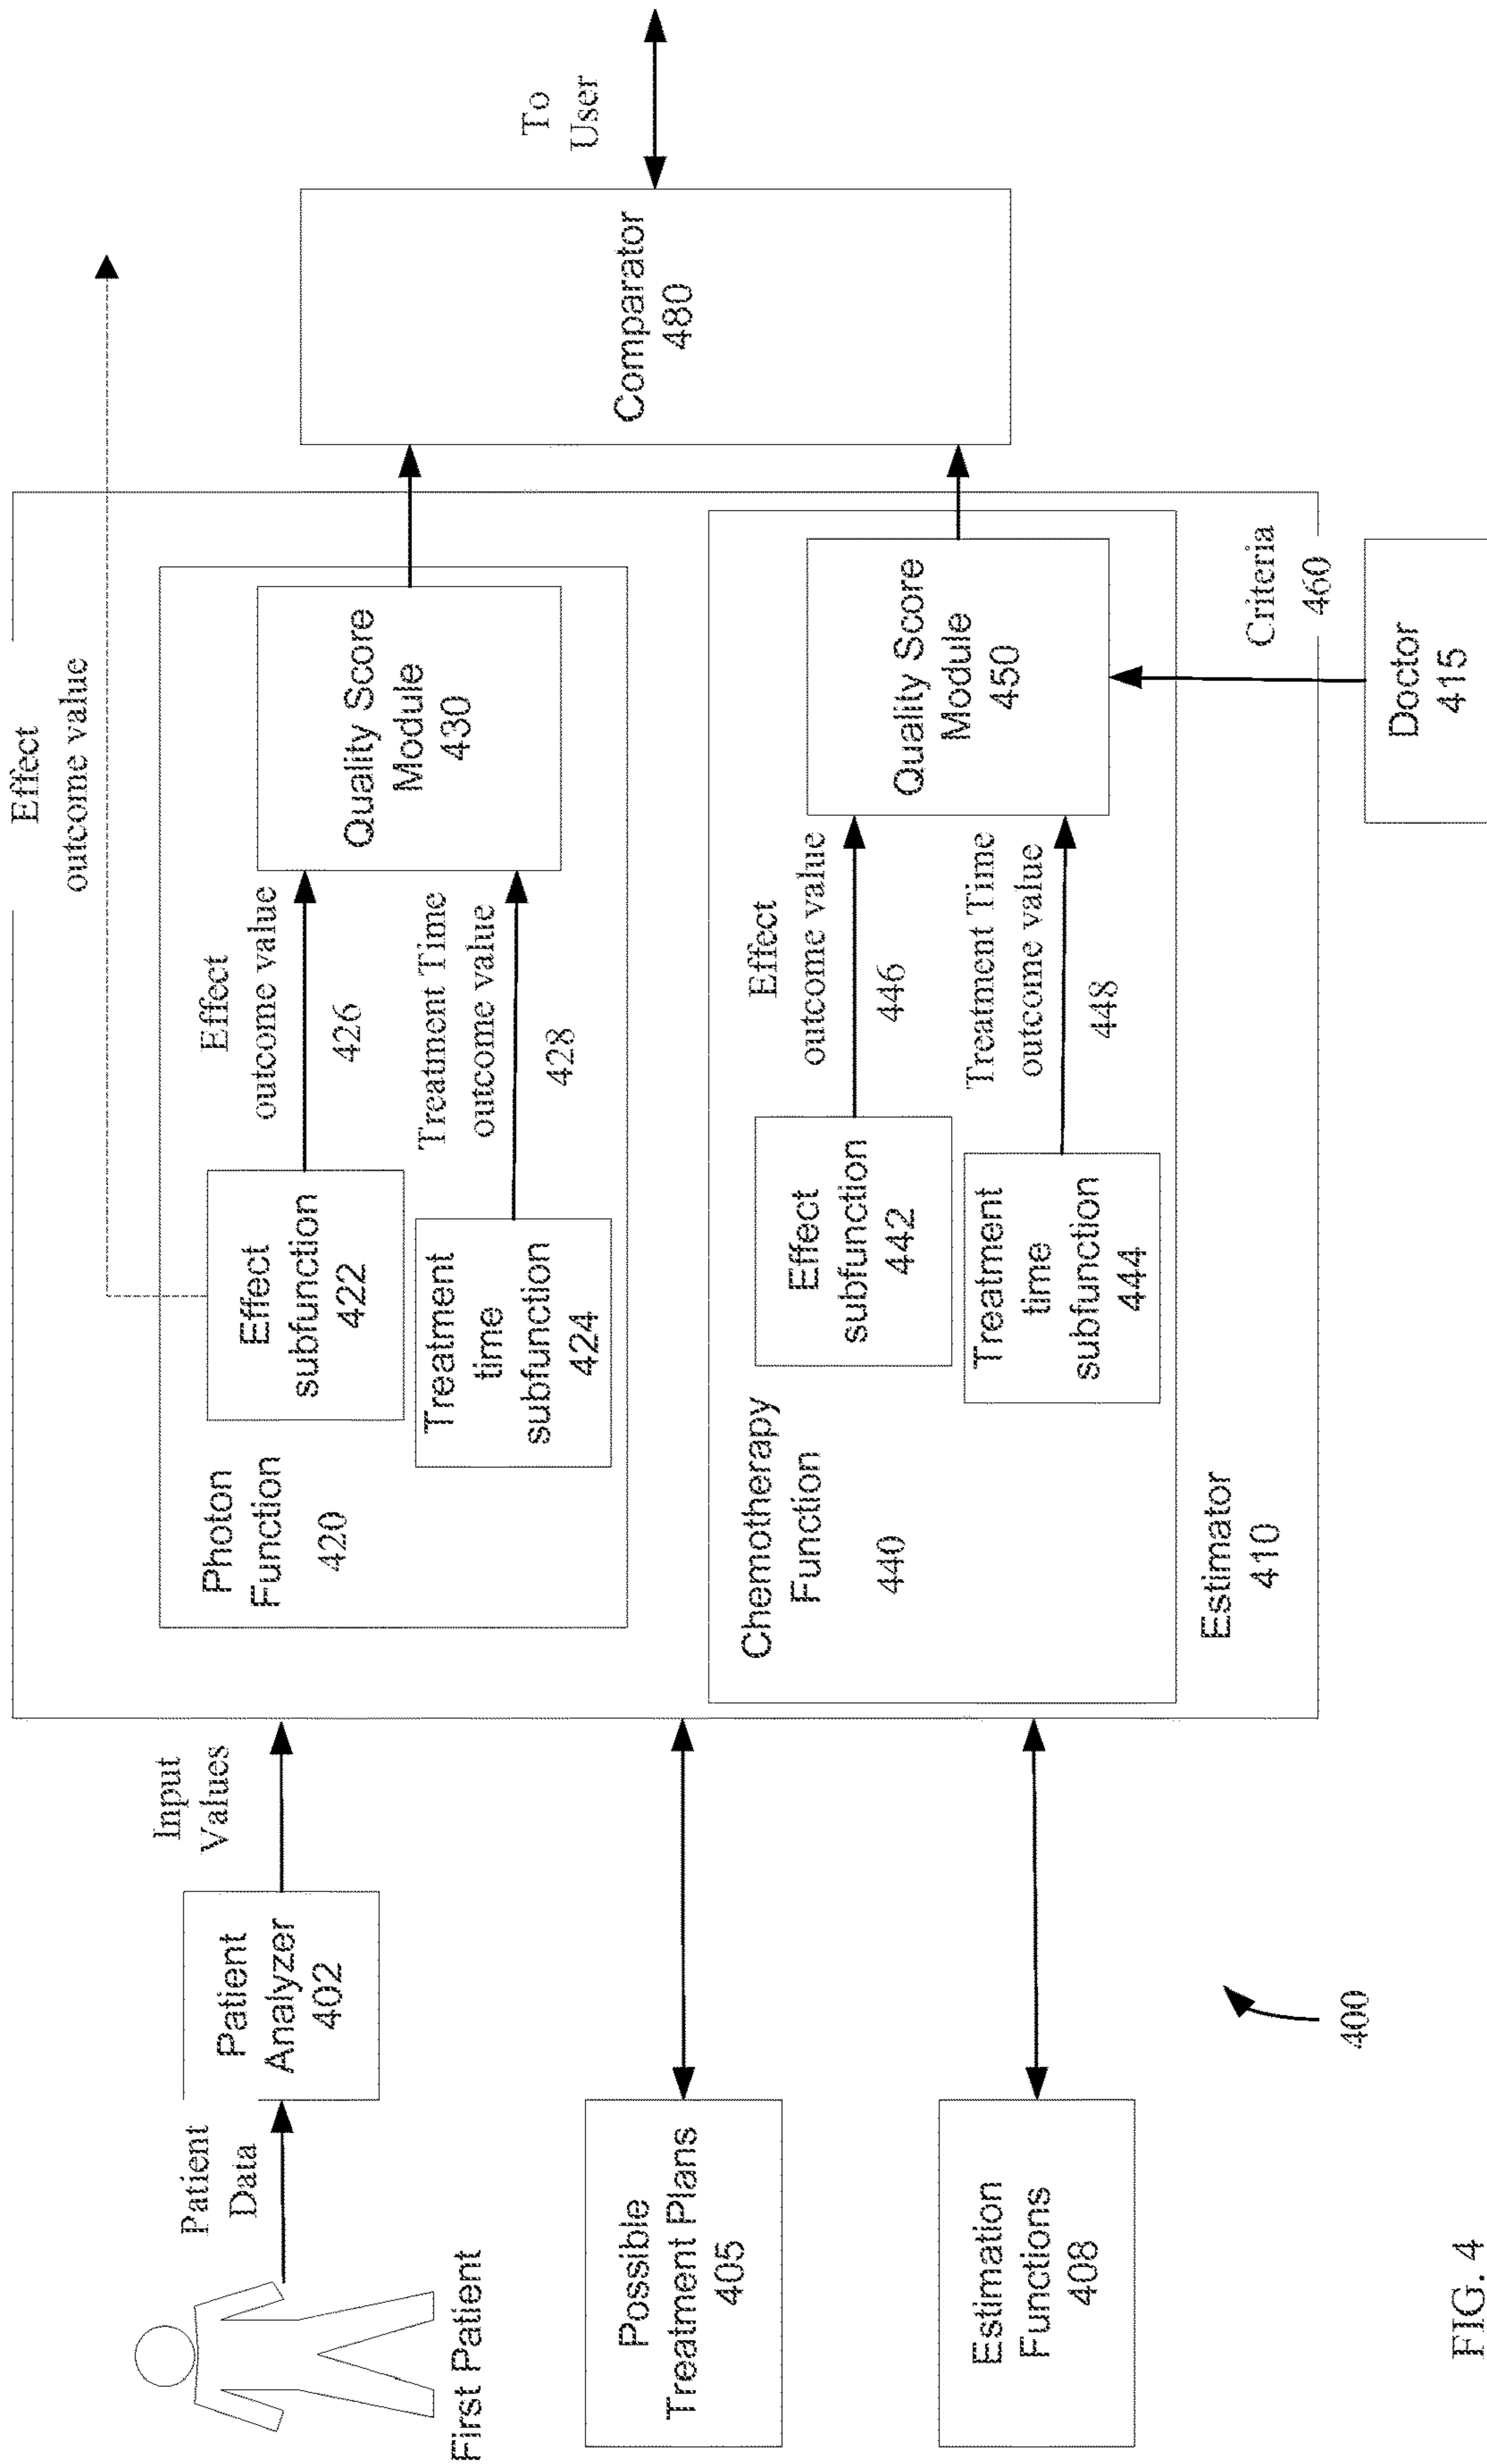 First Patient
Patient
Data
Patient
Analyzer
402
Input
Values
Possible
Treatment Plans
405
Estimation
Functions
408
400
Effect
outcome value
Photon
Function
420
Effect
subfunction
422
Treatment
time
subfunction
424
Effect
outcome value
426
Treatment Time
outcome value
428
Quality Score
Module
430
Chemotherapy
Function
440
Effect
subfunction
442
Treatment
time
subfunction
444
Effect
outcome value
446
Treatment Time
outcome value
448
Quality Score
Module
450
Estimator
410
Criteria
460
Doctor
415
Comparator
480
To
User
FIG. 4